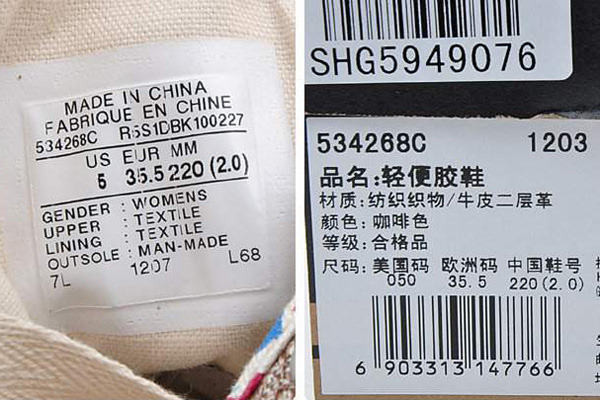 MADE IN CHINA
FABRIQUE EN CHINE
534268C R5S1DBK100227
US EUR MM
5 35.5 220 (2.0)
GENDER : WOMENS
UPPER : TEXTILE
LINING : TEXTILE
OUTSOLE : MAN-MADE
7L 1207 L68
SHG5949076
534268C 1203
品名:轻便胶鞋
材质:纺织织物/牛皮二层革
颜色:咖啡色
等级:合格品
尺码:美国码 欧洲码 中国鞋号
050 35.5 220(2.0)
6 903313 147766